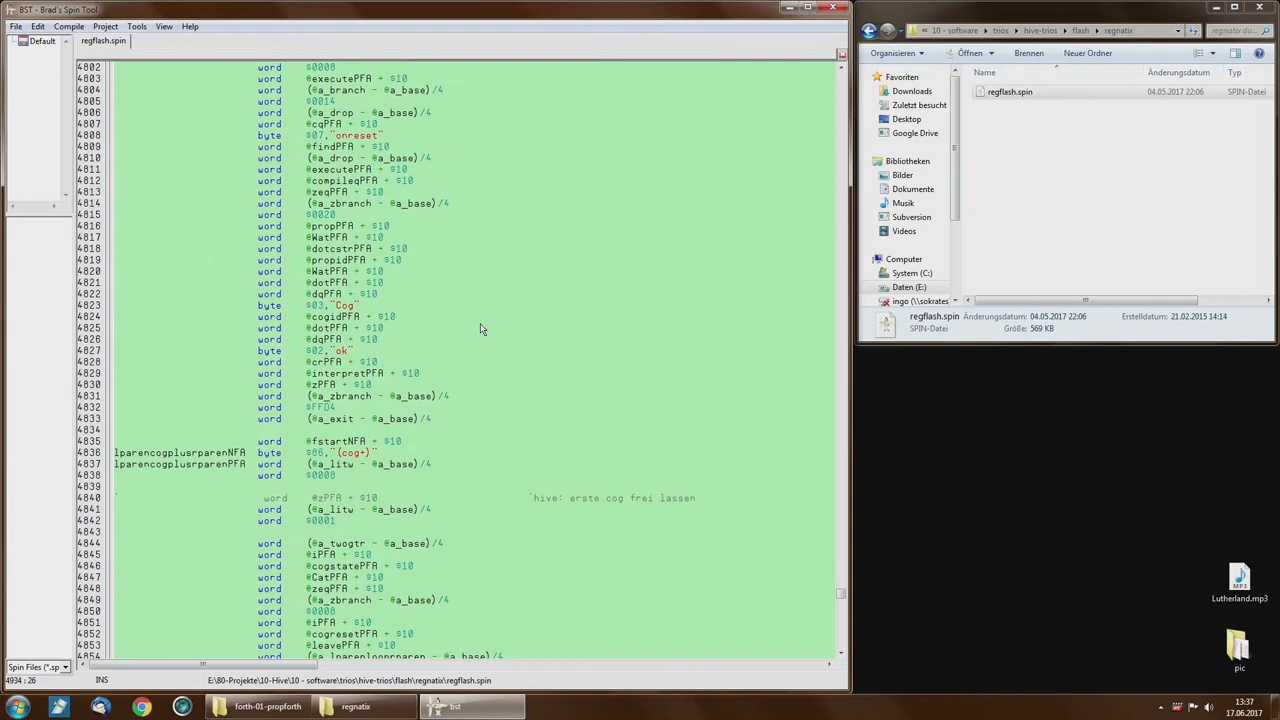 BST - Brad's Spin Tool
File Edit Compile Project Tools View Help
Default
regflash.spin
4802 word $0008
4803 word @executePFA + $10
4804 word (@a_branch - @a_base)/4
4805 word $0014
4806 word (@a_drop - @a_base)/4
4807 word @cqPFA + $10
4808 byte $07,"onreset"
4809 word @findPFA + $10
4810 word (@a_drop - @a_base)/4
4811 word @executePFA + $10
4812 word @compileqPFA + $10
4813 word @zeqPFA + $10
4814 word (@a_zbranch - @a_base)/4
4815 word $0020
4816 word @propPFA + $10
4817 word @WatPFA + $10
4818 word @dotcstrPFA + $10
4819 word @propidPFA + $10
4820 word @WatPFA + $10
4821 word @dotPFA + $10
4822 word @dqPFA + $10
4823 byte $03,"Cog"
4824 word @cogidPFA + $10
4825 word @dotPFA + $10
4826 word @dqPFA + $10
4827 byte $02,"ok"
4828 word @crPFA + $10
4829 word @interpretPFA + $10
4830 word @zPFA + $10
4831 word (@a_zbranch - @a_base)/4
4832 word $FFD4
4833 word (@a_exit - @a_base)/4
4834
4835 word @fstartNFA + $10
4836 lparencogplusrparenNFA byte $86,"(cog+)"
4837 lparencogplusrparenPFA word (@a_litw - @a_base)/4
4838 word $0008
4839
4840 ' word @zPFA + $10 'hive: erste cog frei lassen
4841 word (@a_litw - @a_base)/4
4842 word $0001
4843
4844 word (@a_twogtr - @a_base)/4
4845 word @iPFA + $10
4846 word @cogstatePFA + $10
4847 word @CatPFA + $10
4848 word @zeqPFA + $10
4849 word (@a_zbranch - @a_base)/4
4850 word $0008
4851 word @iPFA + $10
4852 word @cogresetPFA + $10
4853 word @leavePFA + $10
4854 word (@a_lparenlooprparen - @a_base)/4
Spin Files (*.sp
4934 : 26 INS E:\80-Projekte\10-Hive\10 - software\trios\hive-trios\flash\regnatix\regflash.spin
« 10 - software trios hive-trios flash regnatix
regnatix du...
Organisieren Öffnen Brennen Neuer Ordner
Favoriten
Downloads
Zuletzt besucht
Desktop
Google Drive
Bibliotheken
Bilder
Dokumente
Musik
Subversion
Videos
Computer
System (C:)
Daten (E:)
ingo (\\sokrates
Name Änderungsdatum Typ
regflash.spin 04.05.2017 22:06 SPIN-Datei
regflash.spin Änderungsdatum: 04.05.2017 22:06 Erstelldatum: 21.02.2015 14:14
SPIN-Datei Größe: 569 KB
Lutherland.mp3
pic
forth-01-propforth
regnatix
bst
13:37
17.06.2017